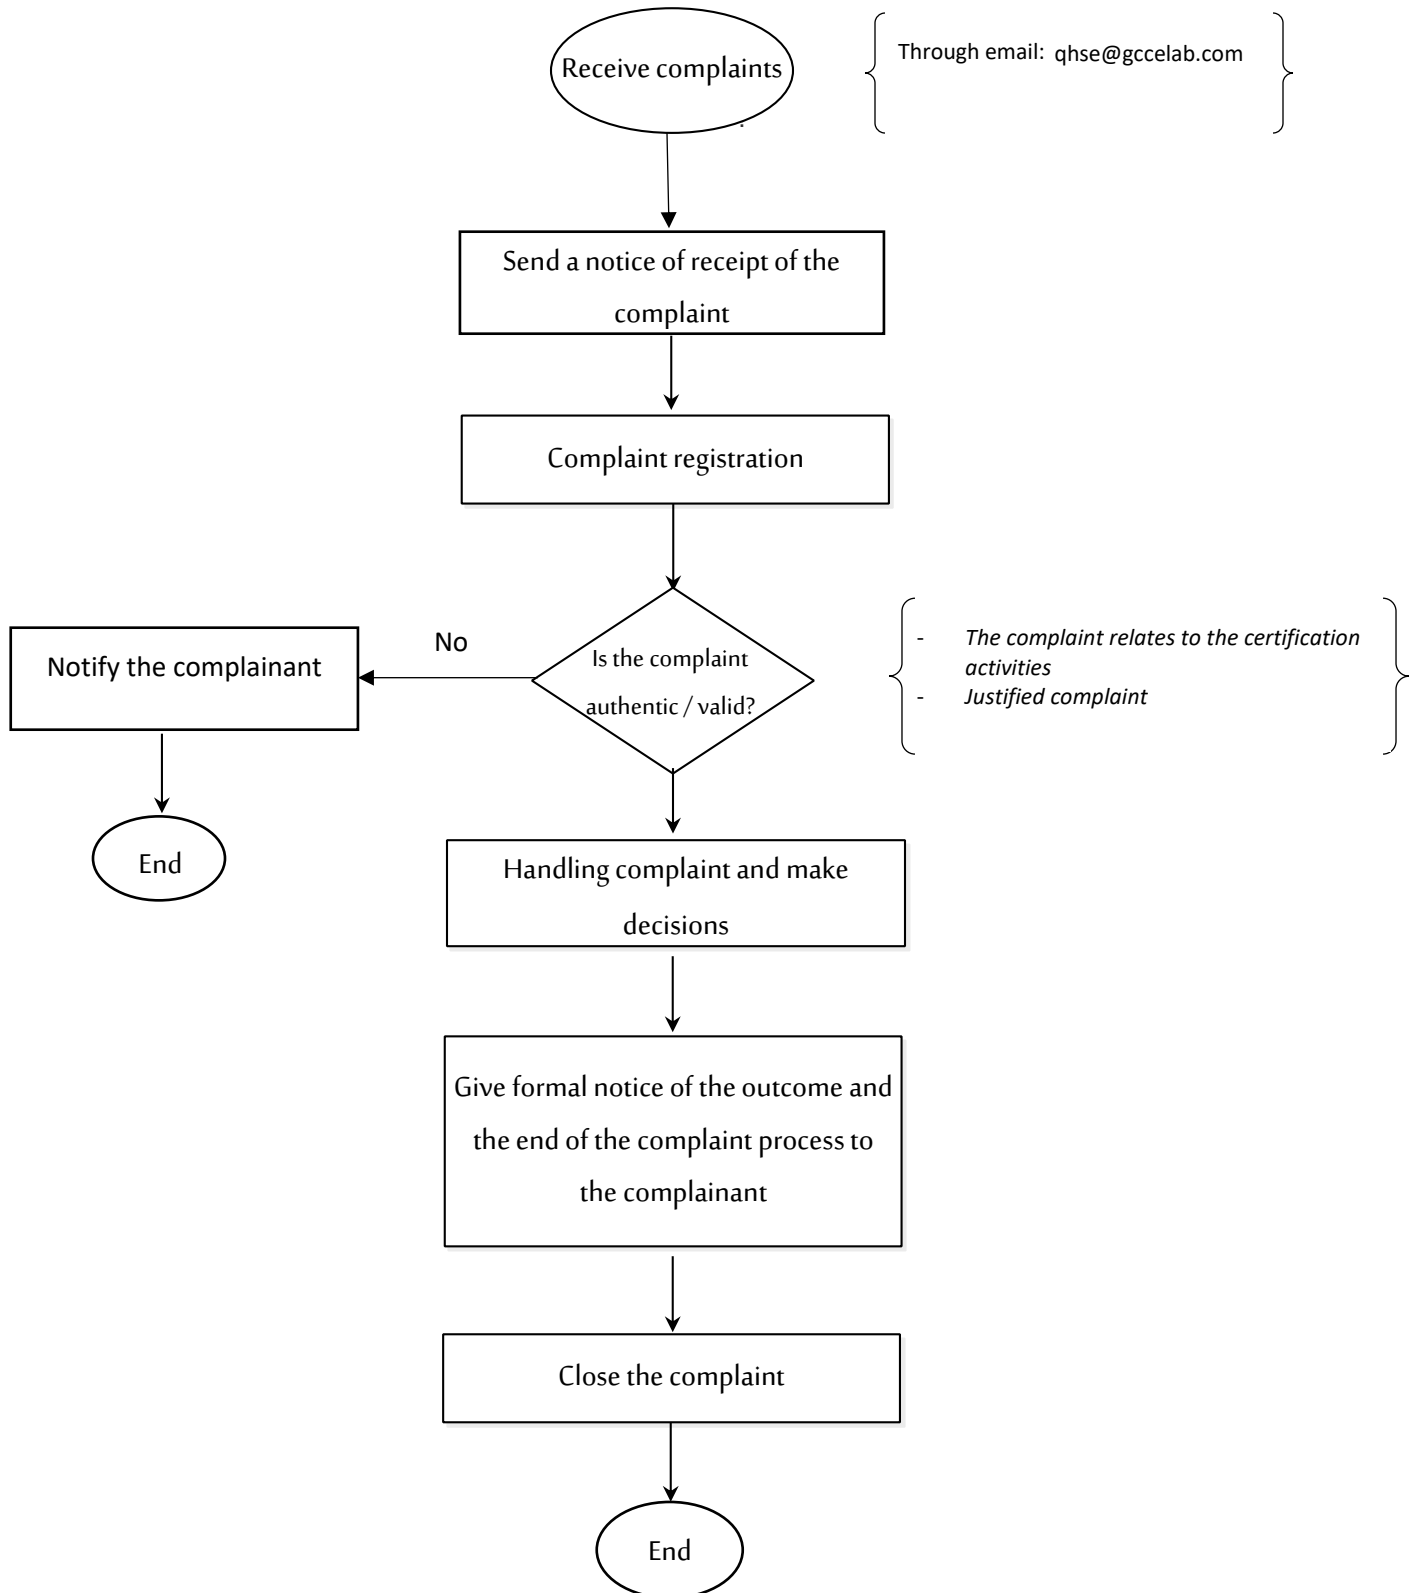 Receive complaints
Through email: qhse@gccelab.com
Send a notice of receipt of the
complaint
Complaint registration
No
Notify the complainant
Is the complaint
authentic / valid?
- The complaint relates to the certification
activities
- Justified complaint
End
Handling complaint and make
decisions
Give formal notice of the outcome and
the end of the complaint process to
the complainant
Close the complaint
End